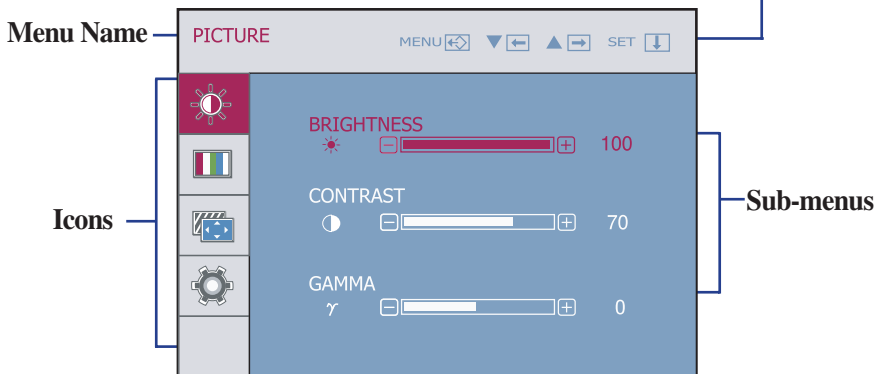 Menu Name
PICTURE MENU ▼ ▲ SET
BRIGHTNESS
100
CONTRAST
70
Icons
Sub-menus
GAMMA
γ 0